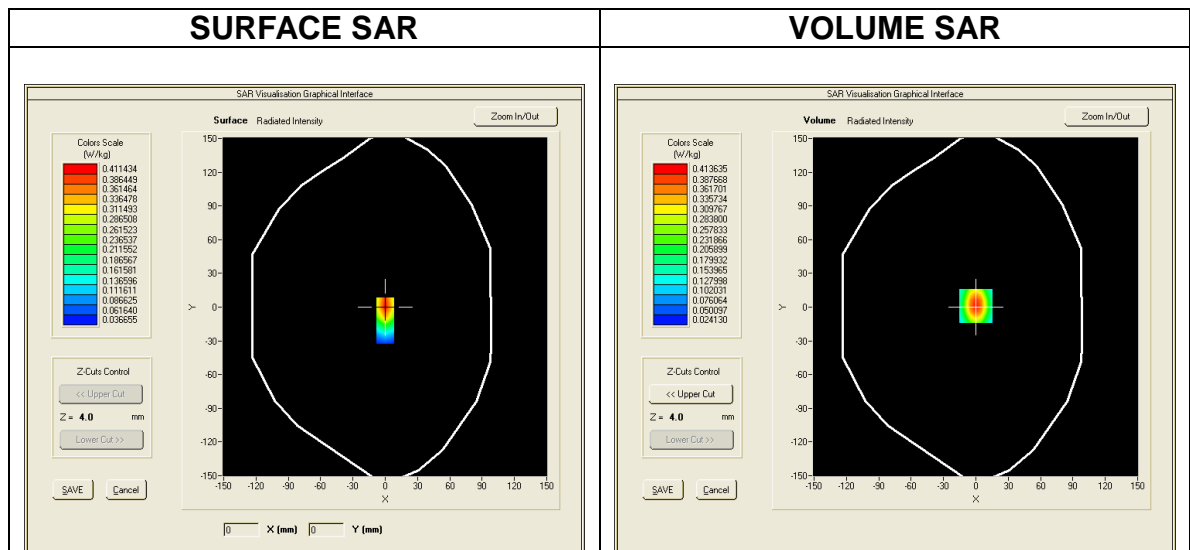 SURFACE SAR
VOLUME SAR
SAR Visualisation Graphical Interface
Surface Radiated Intensity
Zoom In/Out
Colors Scale
(W/kg)
0.411434
0.386449
0.361464
0.336478
0.311493
0.286508
0.261523
0.236537
0.211552
0.186567
0.161581
0.136596
0.111611
0.086625
0.061640
0.036655
150
120
90
60
30
0
-30
-60
-90
-120
-150
Y
-150 -120 -90 -60 -30 0 30 60 90 120 150
X
Z-Cuts Control
<< Upper Cut
Z = 4.0 mm
Lower Cut >>
SAVE Cancel
0 X (mm) 0 Y (mm)
SAR Visualisation Graphical Interface
Volume Radiated Intensity
Zoom In/Out
Colors Scale
(W/kg)
0.413635
0.387668
0.361701
0.335734
0.309767
0.283800
0.257833
0.231866
0.205899
0.179932
0.153965
0.127998
0.102031
0.076064
0.050097
0.024130
150
120
90
60
30
0
-30
-60
-90
-120
-150
Y
-150 -120 -90 -60 -30 0 30 60 90 120 150
X
Z-Cuts Control
<< Upper Cut
Z = 4.0 mm
Lower Cut >>
SAVE Cancel